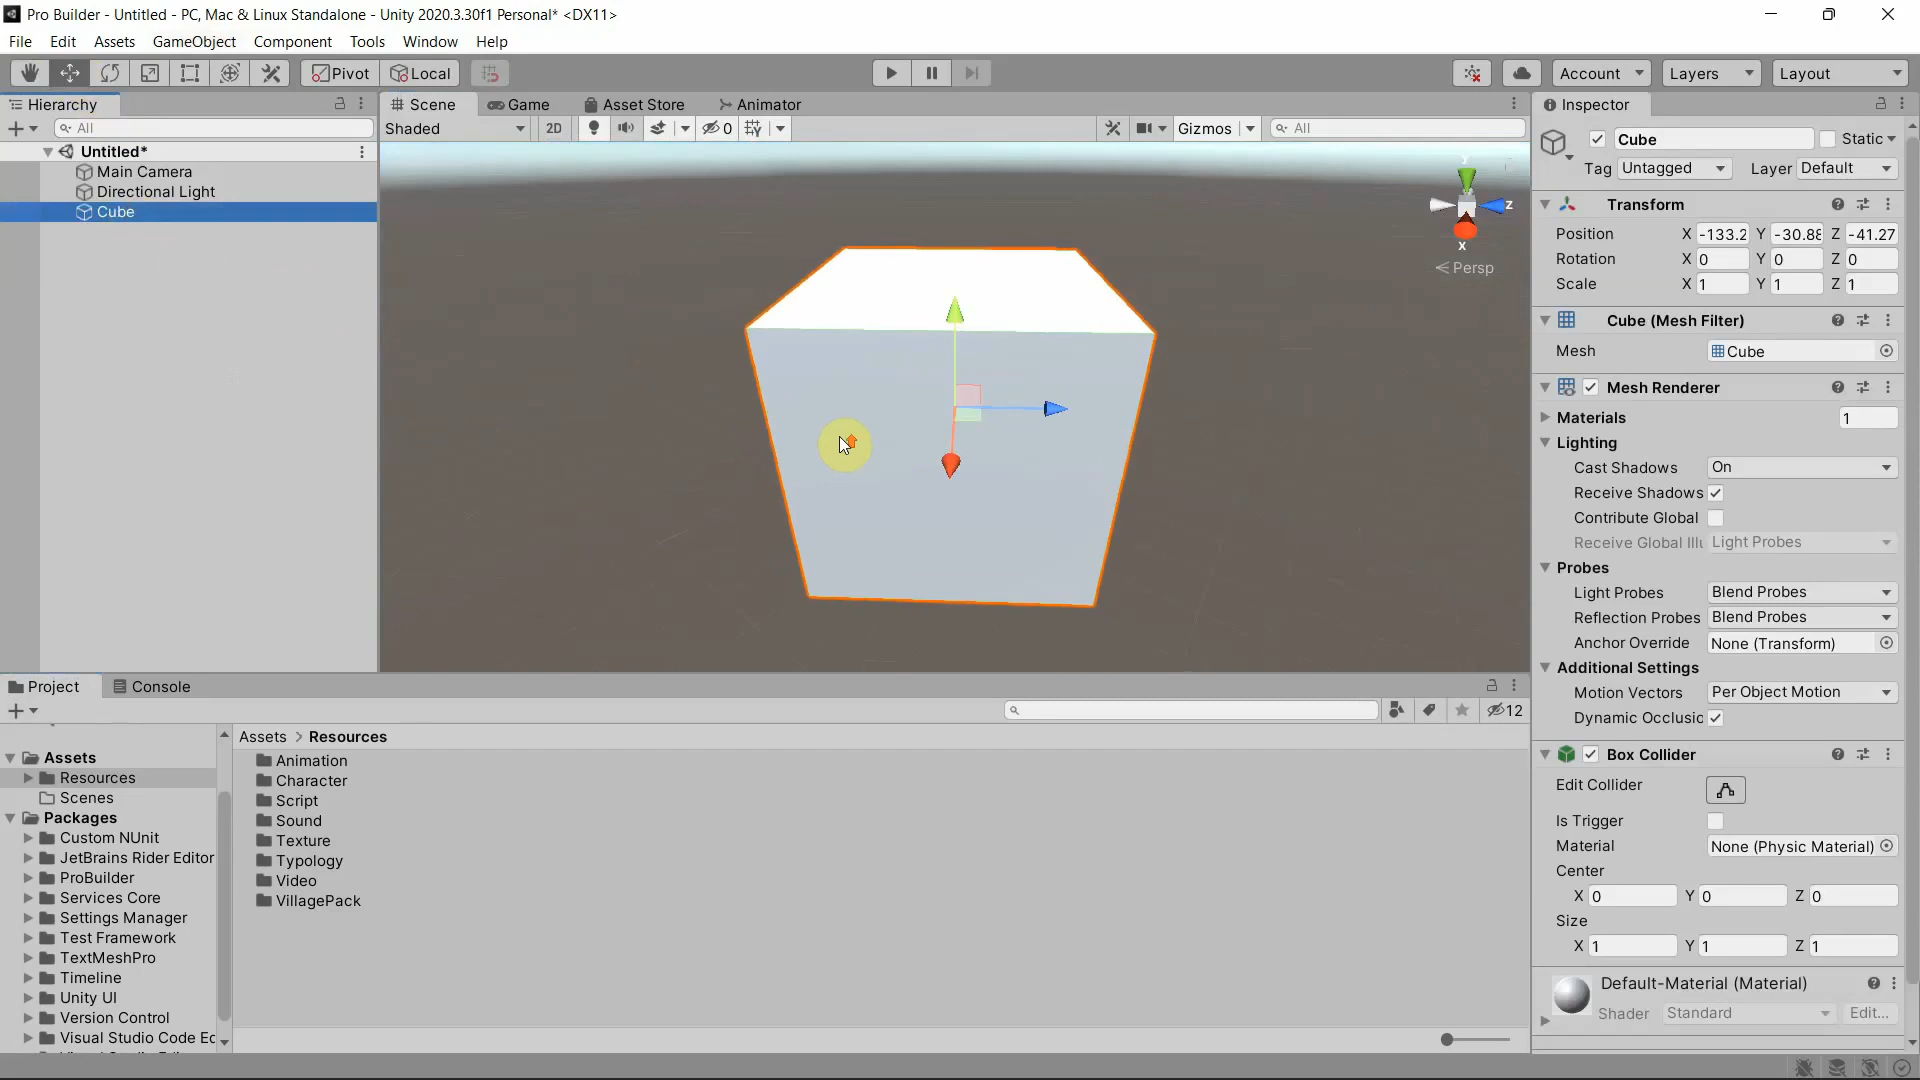 Pro Builder - Untitled - PC, Mac & Linux Standalone - Unity 2020.3.30f1 Personal* <DX11>
File Edit Assets GameObject Component Tools Window Help
Pivot Local Account Layers Layout
Hierarchy
All
Untitled*
Main Camera
Directional Light
Cube
Scene Game Asset Store Animator
Shaded 2D 0 Gizmos All
y
z
x
Persp
Inspector
Cube Static
Tag Untagged Layer Default
Transform
Position X -133.2 Y -30.88 Z -41.27
Rotation X 0 Y 0 Z 0
Scale X 1 Y 1 Z 1
Cube (Mesh Filter)
Mesh Cube
Mesh Renderer
Materials 1
Lighting
Cast Shadows On
Receive Shadows
Contribute Global
Receive Global Illu Light Probes
Probes
Light Probes Blend Probes
Reflection Probes Blend Probes
Anchor Override None (Transform)
Additional Settings
Motion Vectors Per Object Motion
Dynamic Occlusic
Box Collider
Edit Collider
Is Trigger
Material None (Physic Material)
Center
X 0 Y 0 Z 0
Size
X 1 Y 1 Z 1
Default-Material (Material)
Shader Standard Edit...
Project Console
12
Assets
Resources
Scenes
Packages
Custom NUnit
JetBrains Rider Editor
ProBuilder
Services Core
Settings Manager
Test Framework
TextMeshPro
Timeline
Unity UI
Version Control
Visual Studio Code Ec
Assets > Resources
Animation
Character
Script
Sound
Texture
Typology
Video
VillagePack